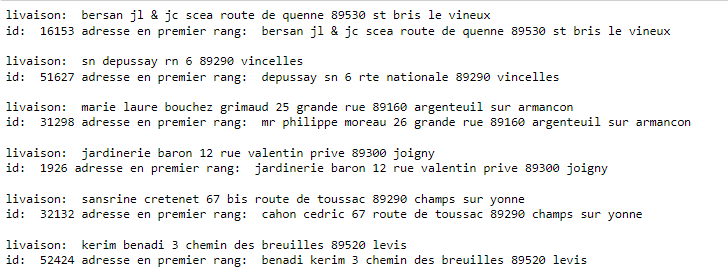 livaison:  bersan jl & jc scea route de quenne 89530 st bris le vineux
id:  16153 adresse en premier rang:  bersan jl & jc scea route de quenne 89530 st bris le vineux
livaison:  sn depussay rn 6 89290 vincelles
id:  51627 adresse en premier rang:  depussay sn 6 rte nationale 89290 vincelles
livaison:  marie laure bouchez grimaud 25 grande rue 89160 argenteuil sur armancon
id:  31298 adresse en premier rang:  mr philippe moreau 26 grande rue 89160 argenteuil sur armancon
livaison:  jardinerie baron 12 rue valentin prive 89300 joigny
id:  1926 adresse en premier rang:  jardinerie baron 12 rue valentin prive 89300 joigny
livaison:  sansrine cretenet 67 bis route de toussac 89290 champs sur yonne
id:  32132 adresse en premier rang:  cahon cedric 67 route de toussac 89290 champs sur yonne
livaison:  kerim benadi 3 chemin des breuilles 89520 levis
id:  52424 adresse en premier rang:  benadi kerim 3 chemin des breuilles 89520 levis